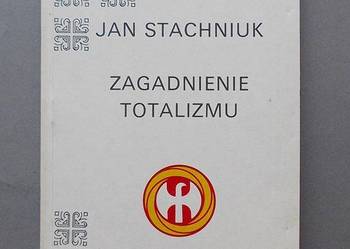 JAN STACHNIUK
ZAGADNIENIE
TOTALIZMU